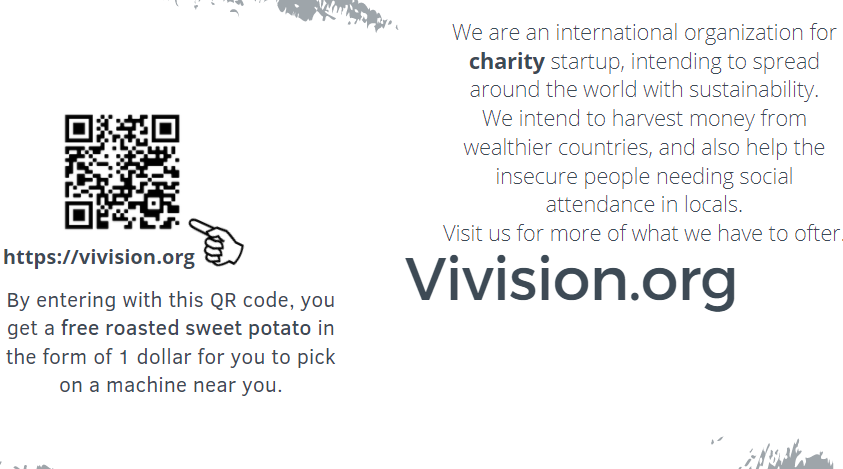 We are an international organization for
charity startup, intending to spread
around the world with sustainability.
We intend to harvest money from
wealthier countries, and also help the
insecure people needing social
attendance in locals.
Visit us for more of what we have to ofter.
Vivision.org
https://vivision.org
By entering with this QR code, you
get a free roasted sweet potato in
the form of 1 dollar for you to pick
on a machine near you.